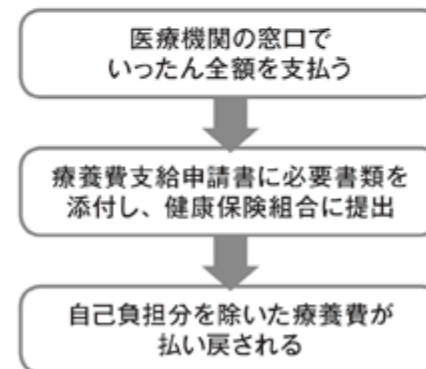 医療機関の窓口で
いったん全額を支払う
療養費支給申請書に必要書類を
添付し、健康保険組合に提出
自己負担分を除いた療養費が
払い戻される